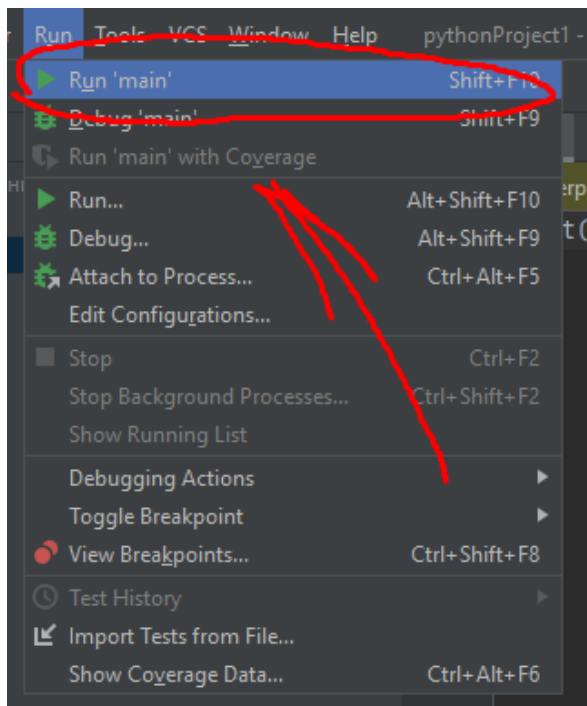 Run Tools VCS Window Help pythonProject1 -
Run 'main' Shift+F10
Debug 'main' Shift+F9
Run 'main' with Coverage
Run... Alt+Shift+F10
Debug... Alt+Shift+F9
Attach to Process... Ctrl+Alt+F5
Edit Configurations...
Stop Ctrl+F2
Stop Background Processes... Ctrl+Shift+F2
Show Running List
Debugging Actions
Toggle Breakpoint
View Breakpoints... Ctrl+Shift+F8
Test History
Import Tests from File...
Show Coverage Data... Ctrl+Alt+F6